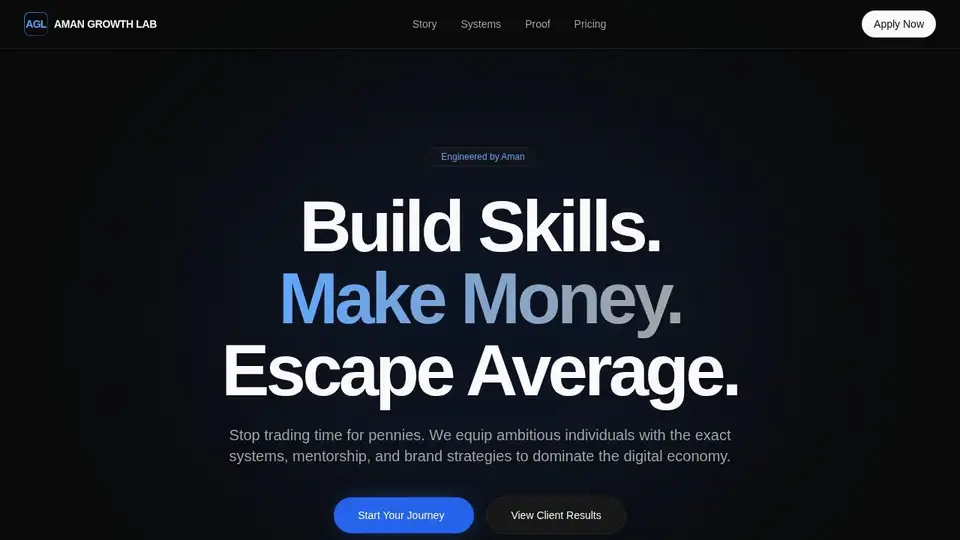 AGL AMAN GROWTH LAB
Story Systems Proof Pricing
Apply Now
Engineered by Aman
Build Skills.
Make Money.
Escape Average.
Stop trading time for pennies. We equip ambitious individuals with the exact
systems, mentorship, and brand strategies to dominate the digital economy.
Start Your Journey
View Client Results